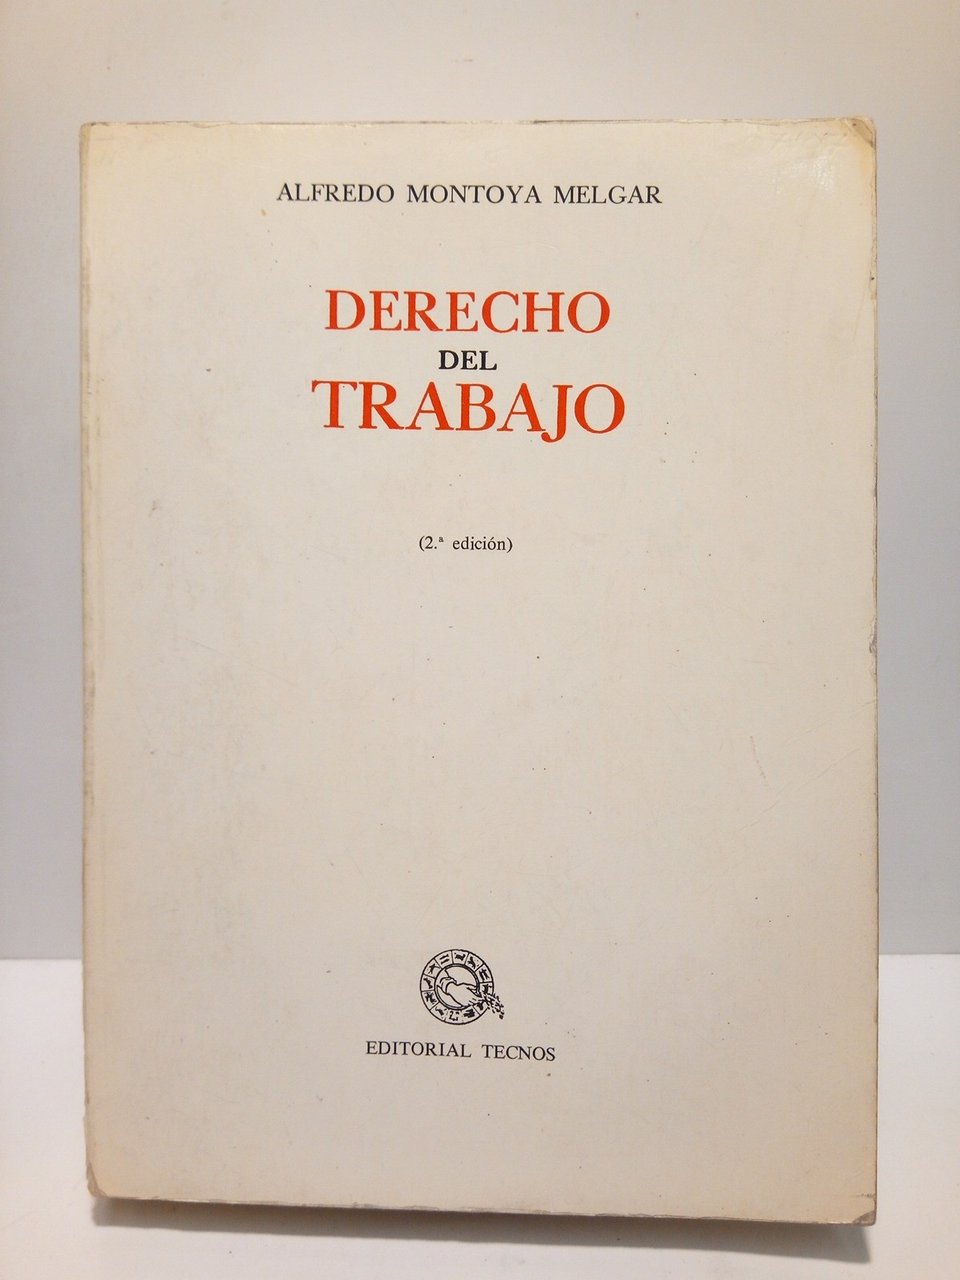 ALFREDO MONTOYA MELGAR
DERECHO
DEL
TRABAJO
(2.ª edición)
EDITORIAL TECNOS